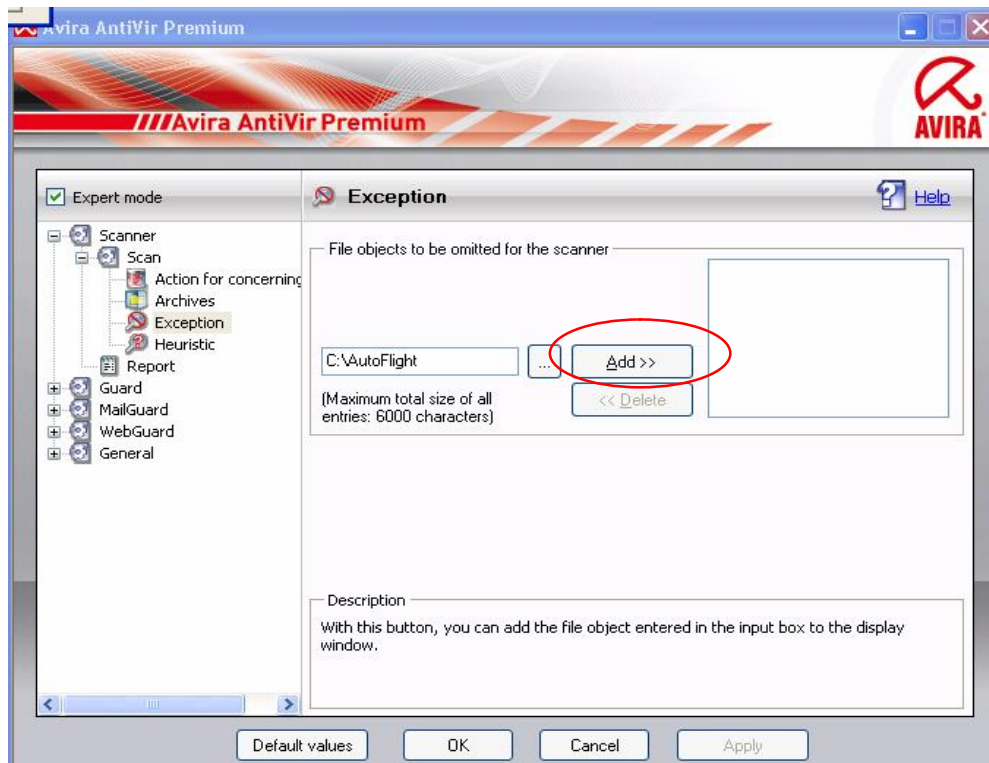 Avira AntiVir Premium
////Avira AntiVir Premium
AVIRA
Expert mode
Exception
Help
Scanner
Scan
Action for concerning
Archives
Exception
Heuristic
Report
Guard
MailGuard
WebGuard
General
File objects to be omitted for the scanner
C:\AutoFlight
...
Add >>
(Maximum total size of all
entries: 6000 characters)
<< Delete
Description
With this button, you can add the file object entered in the input box to the display
window.
Default values
OK
Cancel
Apply